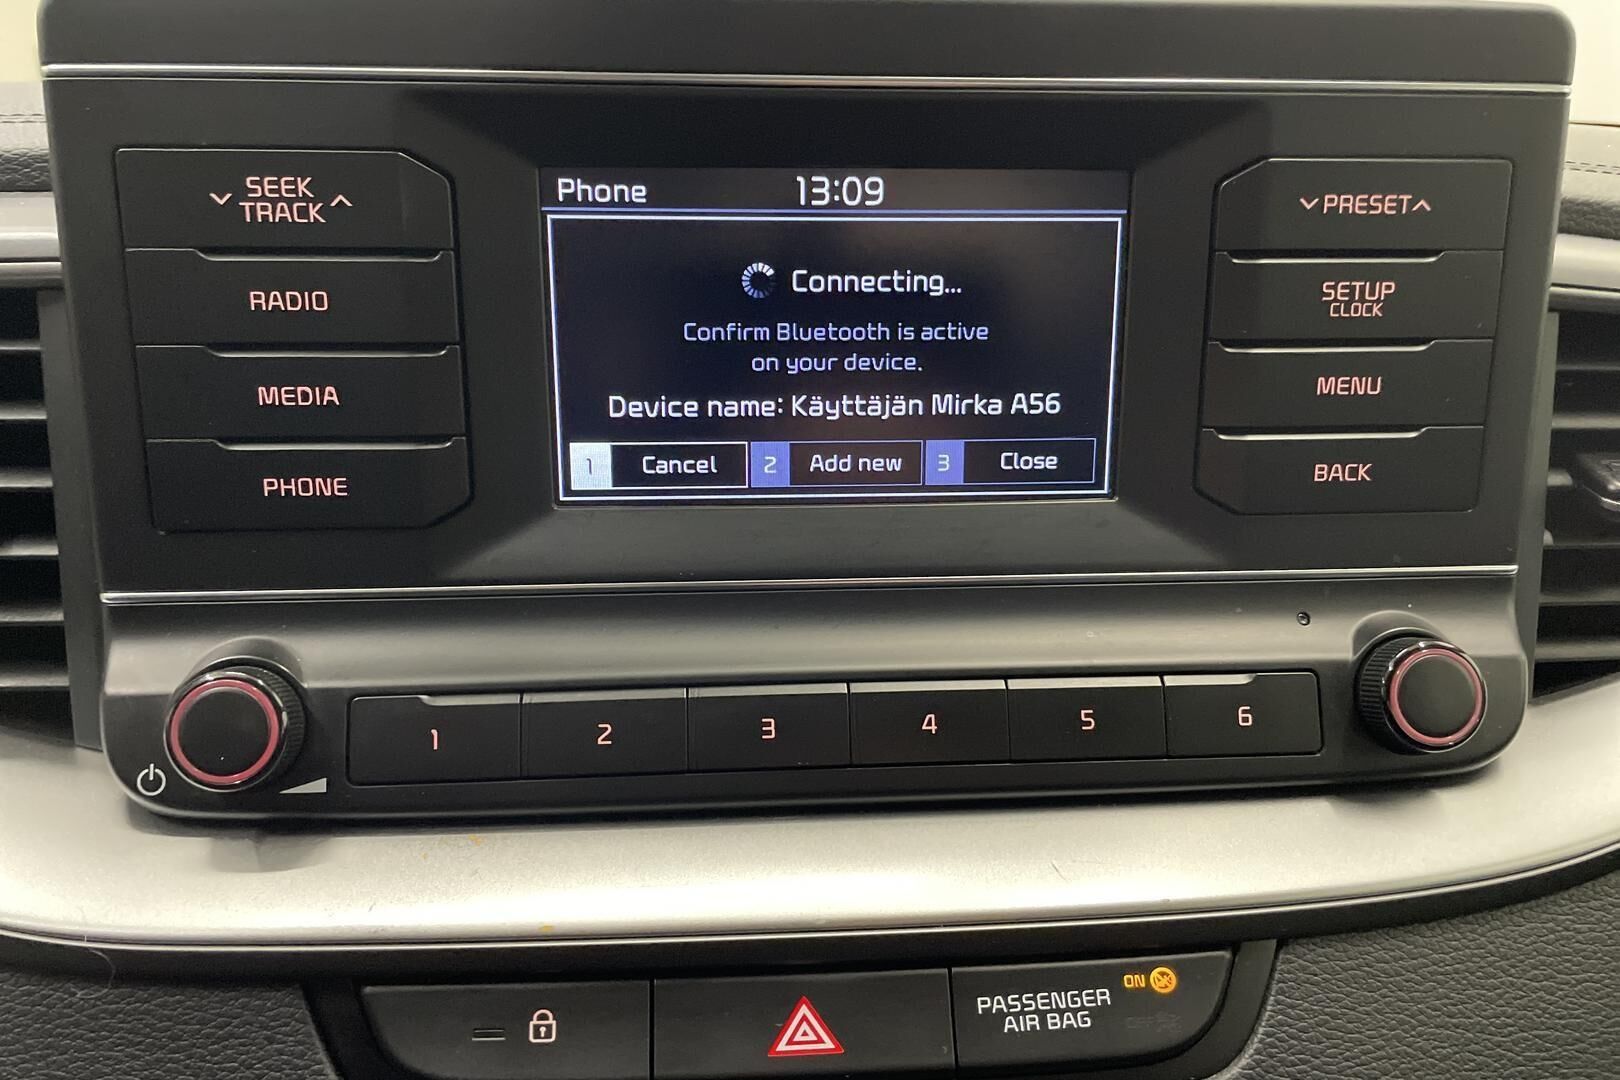 SEEK
TRACK
RADIO
MEDIA
PHONE
Phone 13:09
Connecting...
Confirm Bluetooth is active
on your device.
Device name: Käyttäjän Mirka A56
1 Cancel 2 Add new 3 Close
PRESET
SETUP
CLOCK
MENU
BACK
1 2 3 4 5 6
PASSENGER
AIR BAG
ON
OFF